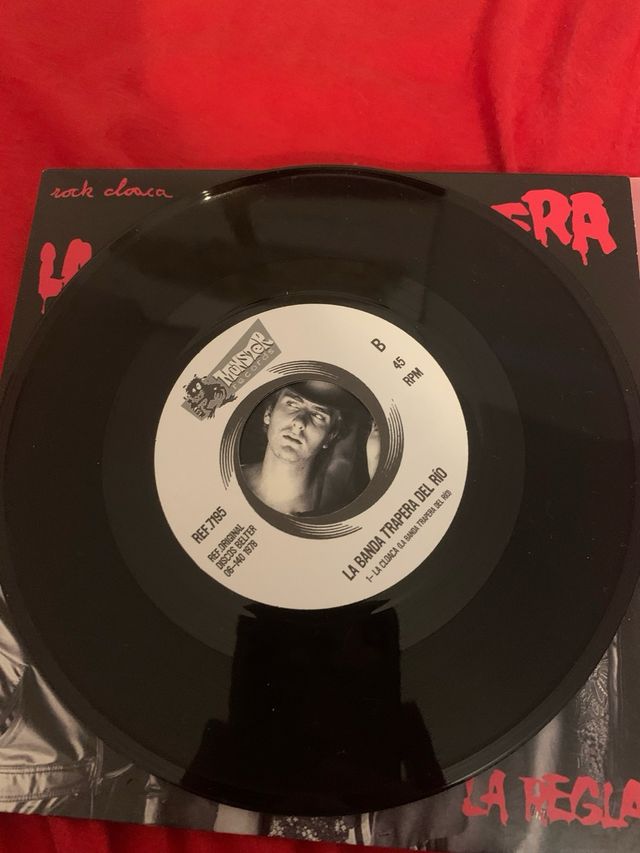 rock cloaca
LA
ERA
MONSTER
records
B
45
RPM
REF.7195
REF.ORIGINAL
DISCOS BELTER
08-140 1978
LA BANDA TRAPERA DEL RÍO
1- LA CLOACA (LA BANDA TRAPERA DEL RÍO)
LA REGLA